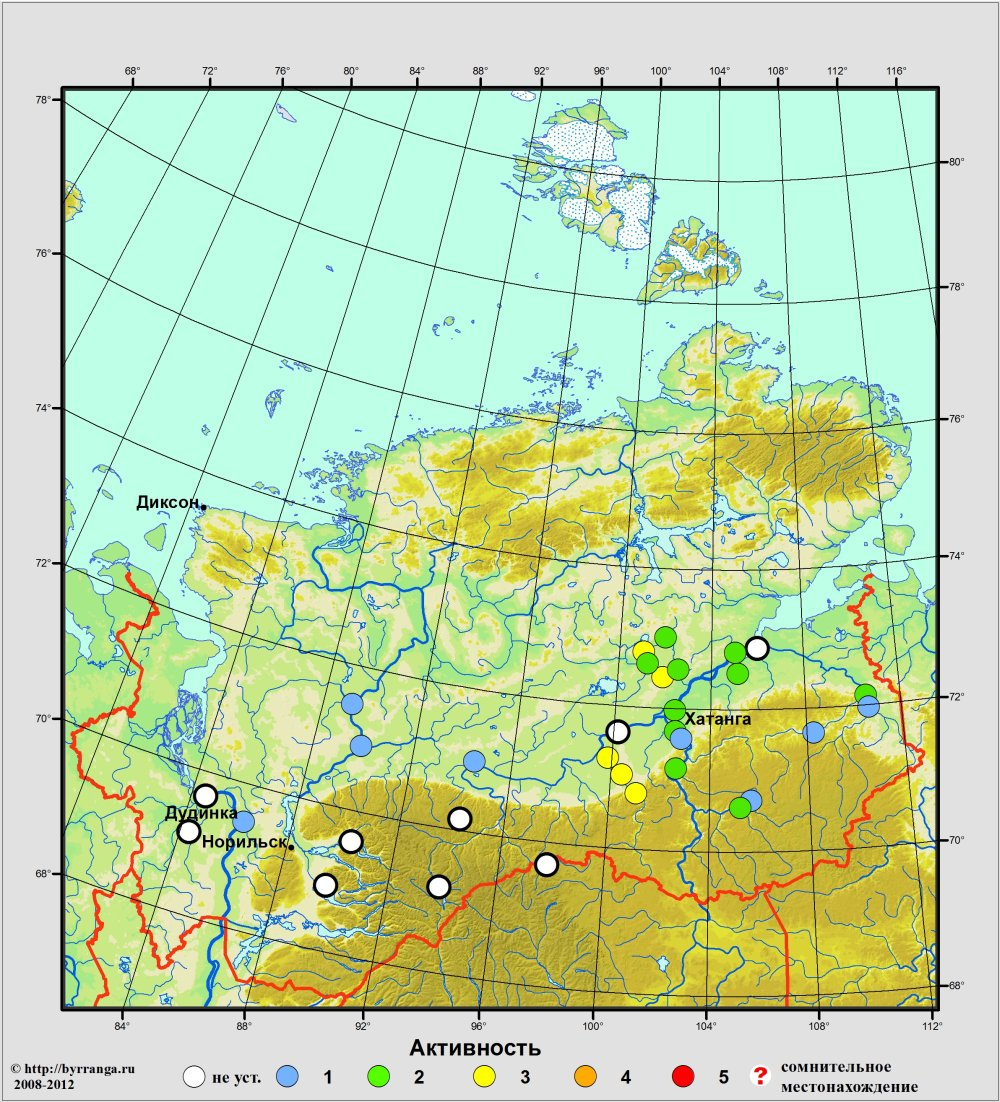 68° 72° 76° 80° 84° 88° 92° 96° 100° 104° 108° 112° 116°
78°
80°
76°
78°
74°
76°
Диксон
72°
74°
72°
70°
Хатанга
Дудинка
Норильск
70°
68°
68°
84° 88° 92° 96° 100° 104° 108° 112°
Активность
© http://byrranga.ru
2008-2012
не уст. 1 2 3 4 5 ? сомнительное
местонахождение